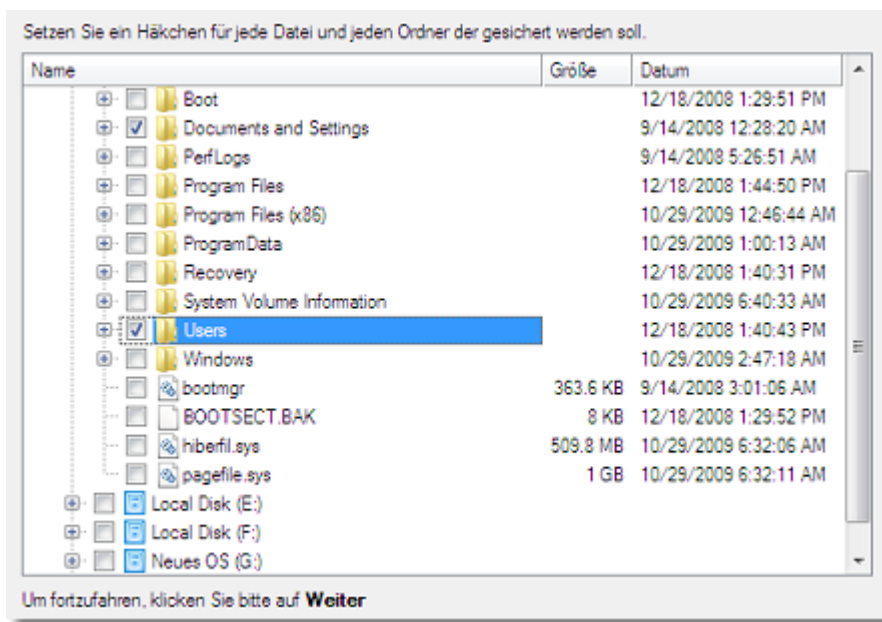 Setzen Sie ein Häkchen für jede Datei und jeden Ordner der gesichert werden soll.
Name Größe Datum
Boot 12/18/2008 1:29:51 PM
Documents and Settings 9/14/2008 12:28:20 AM
PerfLogs 9/14/2008 5:26:51 AM
Program Files 12/18/2008 1:44:50 PM
Program Files (x86) 10/29/2009 12:46:44 AM
ProgramData 10/29/2009 1:00:13 AM
Recovery 12/18/2008 1:40:31 PM
System Volume Information 10/29/2009 6:40:33 AM
Users 12/18/2008 1:40:43 PM
Windows 10/29/2009 2:47:18 AM
bootmgr 363.6 KB 9/14/2008 3:01:06 AM
BOOTSECT.BAK 8 KB 12/18/2008 1:29:52 PM
hiberfil.sys 509.8 MB 10/29/2009 6:32:06 AM
pagefile.sys 1 GB 10/29/2009 6:32:11 AM
Local Disk (E:)
Local Disk (F:)
Neues OS (G:)
Um fortzufahren, klicken Sie bitte auf Weiter